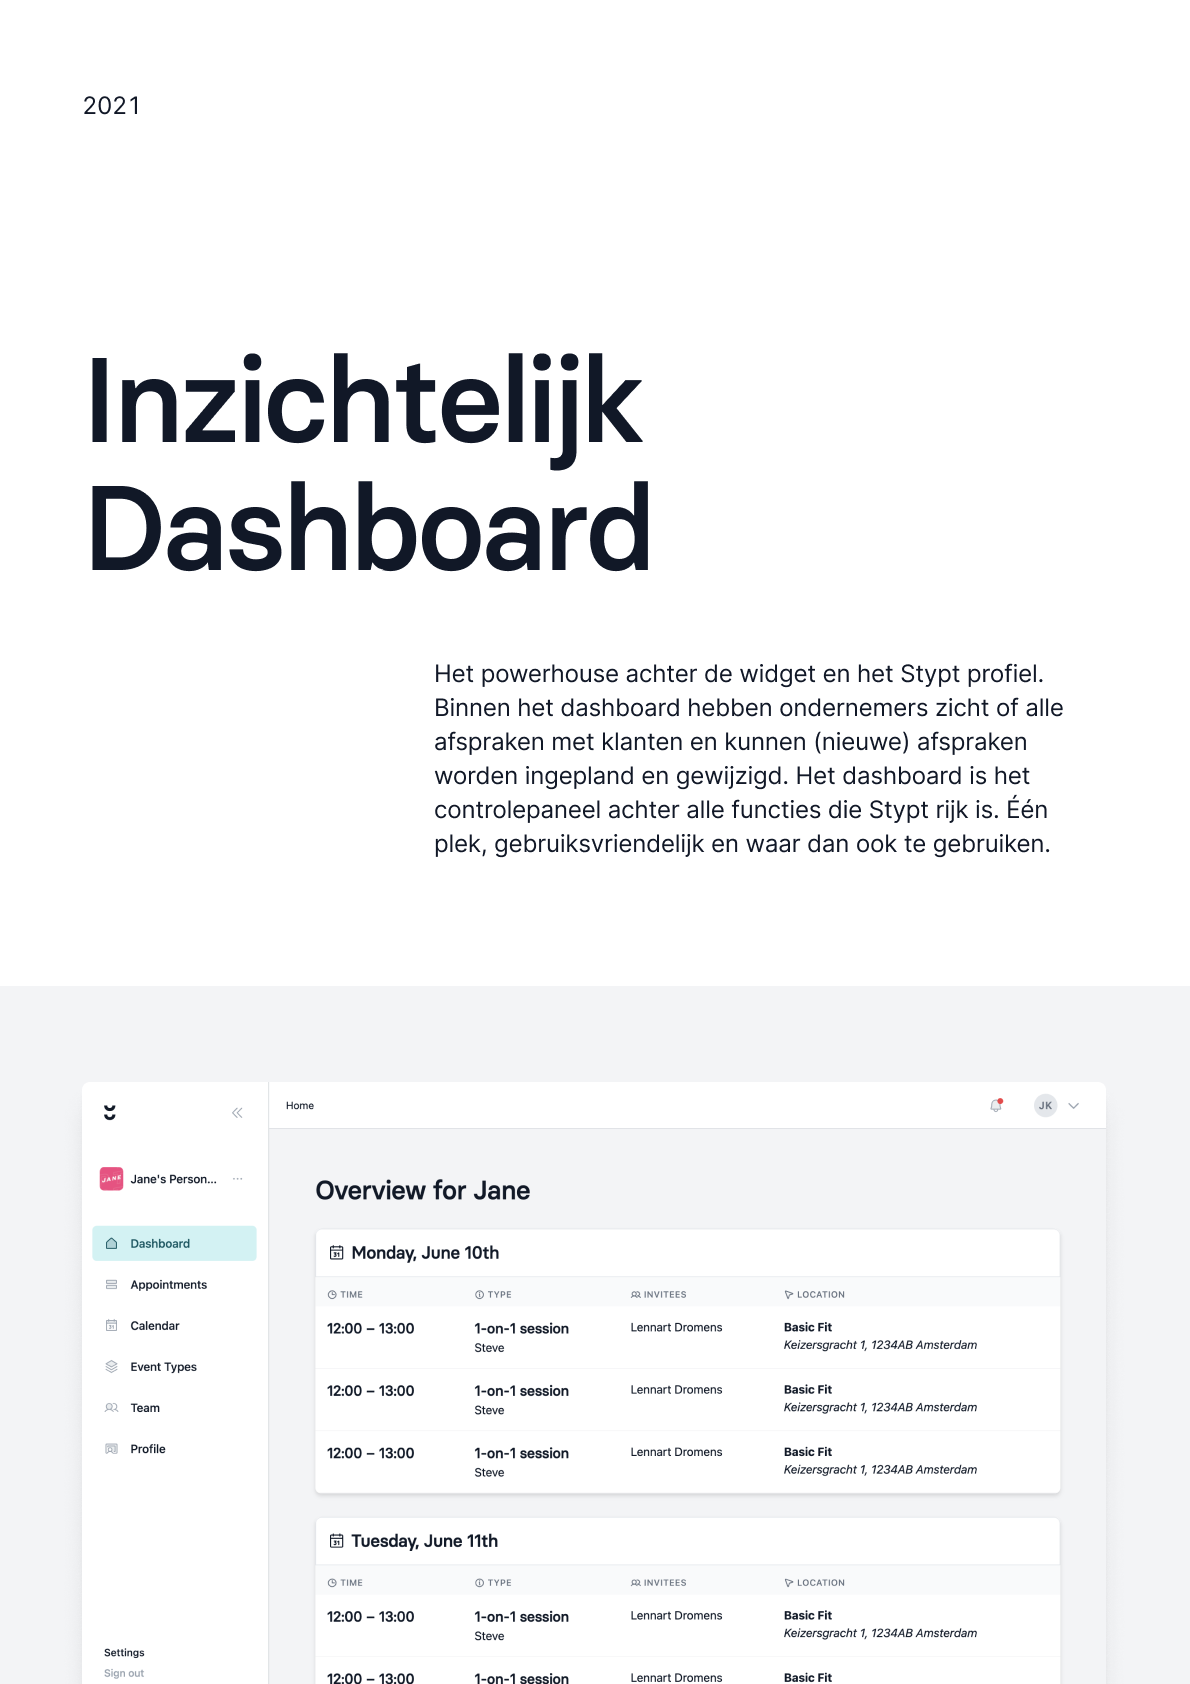 2021
Inzichtelijk
Dashboard
Het powerhouse achter de widget en het Stypt profiel.
Binnen het dashboard hebben ondernemers zicht of alle
afspraken met klanten en kunnen (nieuwe) afspraken
worden ingepland en gewijzigd. Het dashboard is het
controlepaneel achter alle functies die Stypt rijk is. Één
plek, gebruiksvriendelijk en waar dan ook te gebruiken.
Home
JK
JANE
Jane's Person...
Dashboard
Appointments
Calendar
Event Types
Team
Profile
Settings
Sign out
Overview for Jane
31 Monday, June 10th
TIME TYPE INVITEES LOCATION
12:00 – 13:00 1-on-1 session Lennart Dromens Basic Fit
Steve Keizersgracht 1, 1234AB Amsterdam
12:00 – 13:00 1-on-1 session Lennart Dromens Basic Fit
Steve Keizersgracht 1, 1234AB Amsterdam
12:00 – 13:00 1-on-1 session Lennart Dromens Basic Fit
Steve Keizersgracht 1, 1234AB Amsterdam
31 Tuesday, June 11th
TIME TYPE INVITEES LOCATION
12:00 – 13:00 1-on-1 session Lennart Dromens Basic Fit
Steve Keizersgracht 1, 1234AB Amsterdam
12:00 – 13:00 1-on-1 session Lennart Dromens Basic Fit